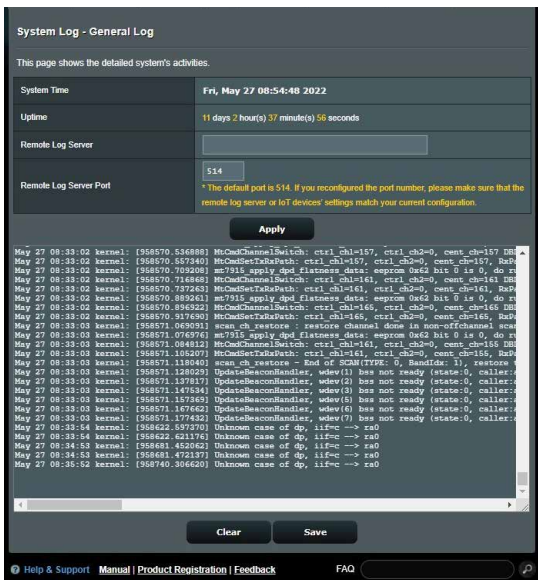 System Log - General Log
This page shows the detailed system's activities.
System Time Fri, May 27 08:54:48 2022
Uptime 11 days 2 hour(s) 37 minute(s) 56 seconds
Remote Log Server
Remote Log Server Port 514
* The default port is 514. If you reconfigured the port number, please make sure that the
remote log server or IoT devices' settings match your current configuration.
Apply
May 27 08:33:02 kernel: [958570.536888] MtCmdChannelSwitch: ctrl_chl=157, ctrl_ch2=0, cent_ch=157 DBD
May 27 08:33:02 kernel: [958570.557340] MtCmdSetTxRxPath: ctrl_chl=157, ctrl_ch2=0, cent_ch=157, RxPa
May 27 08:33:02 kernel: [958570.709208] mt7915_apply_dpd_flatness_data: eeprom 0x62 bit 0 is 0, do ru
May 27 08:33:02 kernel: [958570.716868] MtCmdChannelSwitch: ctrl_chl=161, ctrl_ch2=0, cent_ch=161 DBD
May 27 08:33:02 kernel: [958570.737263] MtCmdSetTxRxPath: ctrl_chl=161, ctrl_ch2=0, cent_ch=161, RxPa
May 27 08:33:02 kernel: [958570.889261] mt7915_apply_dpd_flatness_data: eeprom 0x62 bit 0 is 0, do ru
May 27 08:33:02 kernel: [958570.896922] MtCmdChannelSwitch: ctrl_chl=165, ctrl_ch2=0, cent_ch=165 DBD
May 27 08:33:02 kernel: [958570.917690] MtCmdSetTxRxPath: ctrl_chl=165, ctrl_ch2=0, cent_ch=165, RxPa
May 27 08:33:03 kernel: [958571.069091] scan_ch_restore : restore channel done in non-offchannel scan
May 27 08:33:03 kernel: [958571.076976] mt7915_apply_dpd_flatness_data: eeprom 0x62 bit 0 is 0, do ru
May 27 08:33:03 kernel: [958571.084812] MtCmdChannelSwitch: ctrl_chl=161, ctrl_ch2=0, cent_ch=155 DBD
May 27 08:33:03 kernel: [958571.105207] MtCmdSetTxRxPath: ctrl_chl=161, ctrl_ch2=0, cent_ch=155, RxPa
May 27 08:33:03 kernel: [958571.118040] scan_ch_restore - End of SCAN(TYPE: 0, BandIdx: 1), restore t
May 27 08:33:03 kernel: [958571.128029] UpdateBeaconHandler, wdev(1) bss not ready (state:0, caller:a
May 27 08:33:03 kernel: [958571.137817] UpdateBeaconHandler, wdev(2) bss not ready (state:0, caller:a
May 27 08:33:03 kernel: [958571.147534] UpdateBeaconHandler, wdev(3) bss not ready (state:0, caller:a
May 27 08:33:03 kernel: [958571.157369] UpdateBeaconHandler, wdev(5) bss not ready (state:0, caller:a
May 27 08:33:03 kernel: [958571.167662] UpdateBeaconHandler, wdev(6) bss not ready (state:0, caller:a
May 27 08:33:03 kernel: [958571.177432] UpdateBeaconHandler, wdev(7) bss not ready (state:0, caller:a
May 27 08:33:54 kernel: [958622.597370] Unknown case of dp, iif=c --> ra0
May 27 08:33:54 kernel: [958622.621176] Unknown case of dp, iif=c --> ra0
May 27 08:34:53 kernel: [958681.452062] Unknown case of dp, iif=c --> ra0
May 27 08:34:53 kernel: [958681.472137] Unknown case of dp, iif=c --> ra0
May 27 08:35:52 kernel: [958740.306620] Unknown case of dp, iif=c --> ra0
Clear Save
Help & Support Manual | Product Registration | Feedback FAQ